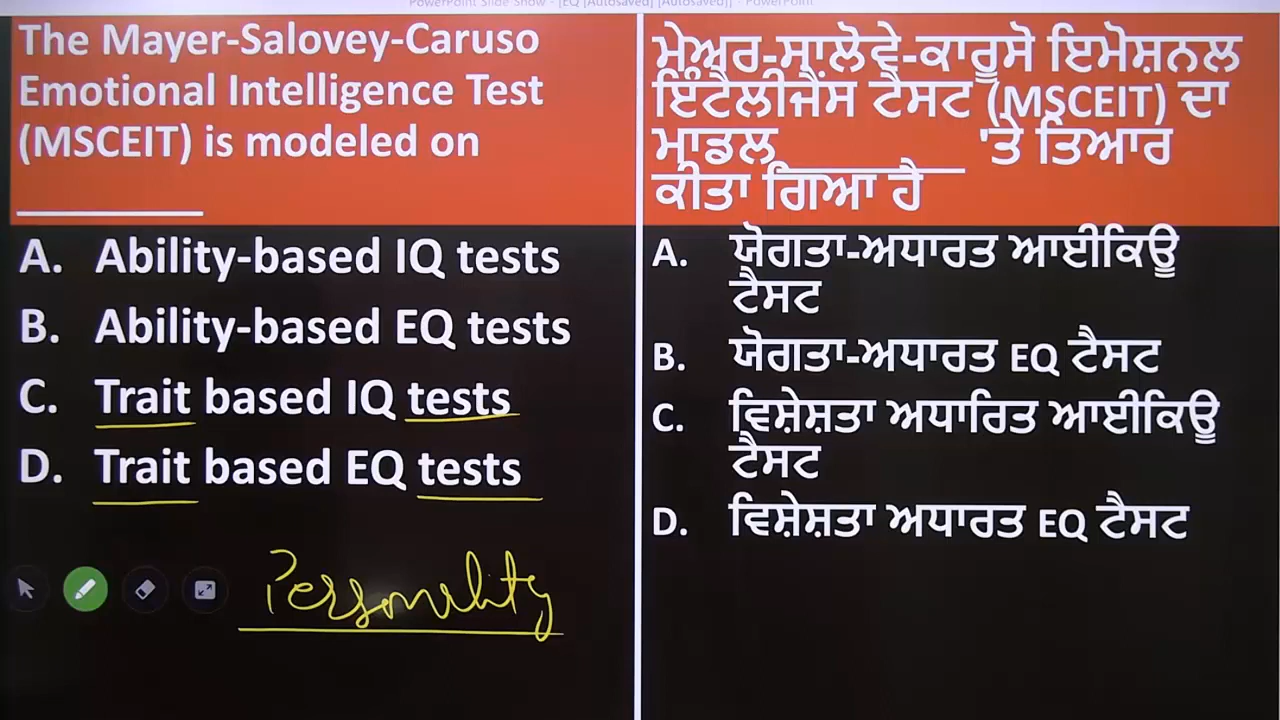 PowerPoint Slide Show - [EQ [Autosaved] [Autosaved]] - PowerPoint
The Mayer-Salovey-Caruso
Emotional Intelligence Test
(MSCEIT) is modeled on
__________
A. Ability-based IQ tests
B. Ability-based EQ tests
C. Trait based IQ tests
D. Trait based EQ tests
Personality
ਮੇਅਰ-ਸਾਲੋਵੇ-ਕਾਰੂਸੋ ਇਮੋਸ਼ਨਲ
ਇੰਟੈਲੀਜੈਂਸ ਟੈਸਟ (MSCEIT) ਦਾ
ਮਾਡਲ__________ 'ਤੇ ਤਿਆਰ
ਕੀਤਾ ਗਿਆ ਹੈ
A. ਯੋਗਤਾ-ਅਧਾਰਤ ਆਈਕਿਊ
ਟੈਸਟ
B. ਯੋਗਤਾ-ਅਧਾਰਤ EQ ਟੈਸਟ
C. ਵਿਸ਼ੇਸ਼ਤਾ ਅਧਾਰਿਤ ਆਈਕਿਊ
ਟੈਸਟ
D. ਵਿਸ਼ੇਸ਼ਤਾ ਅਧਾਰਤ EQ ਟੈਸਟ